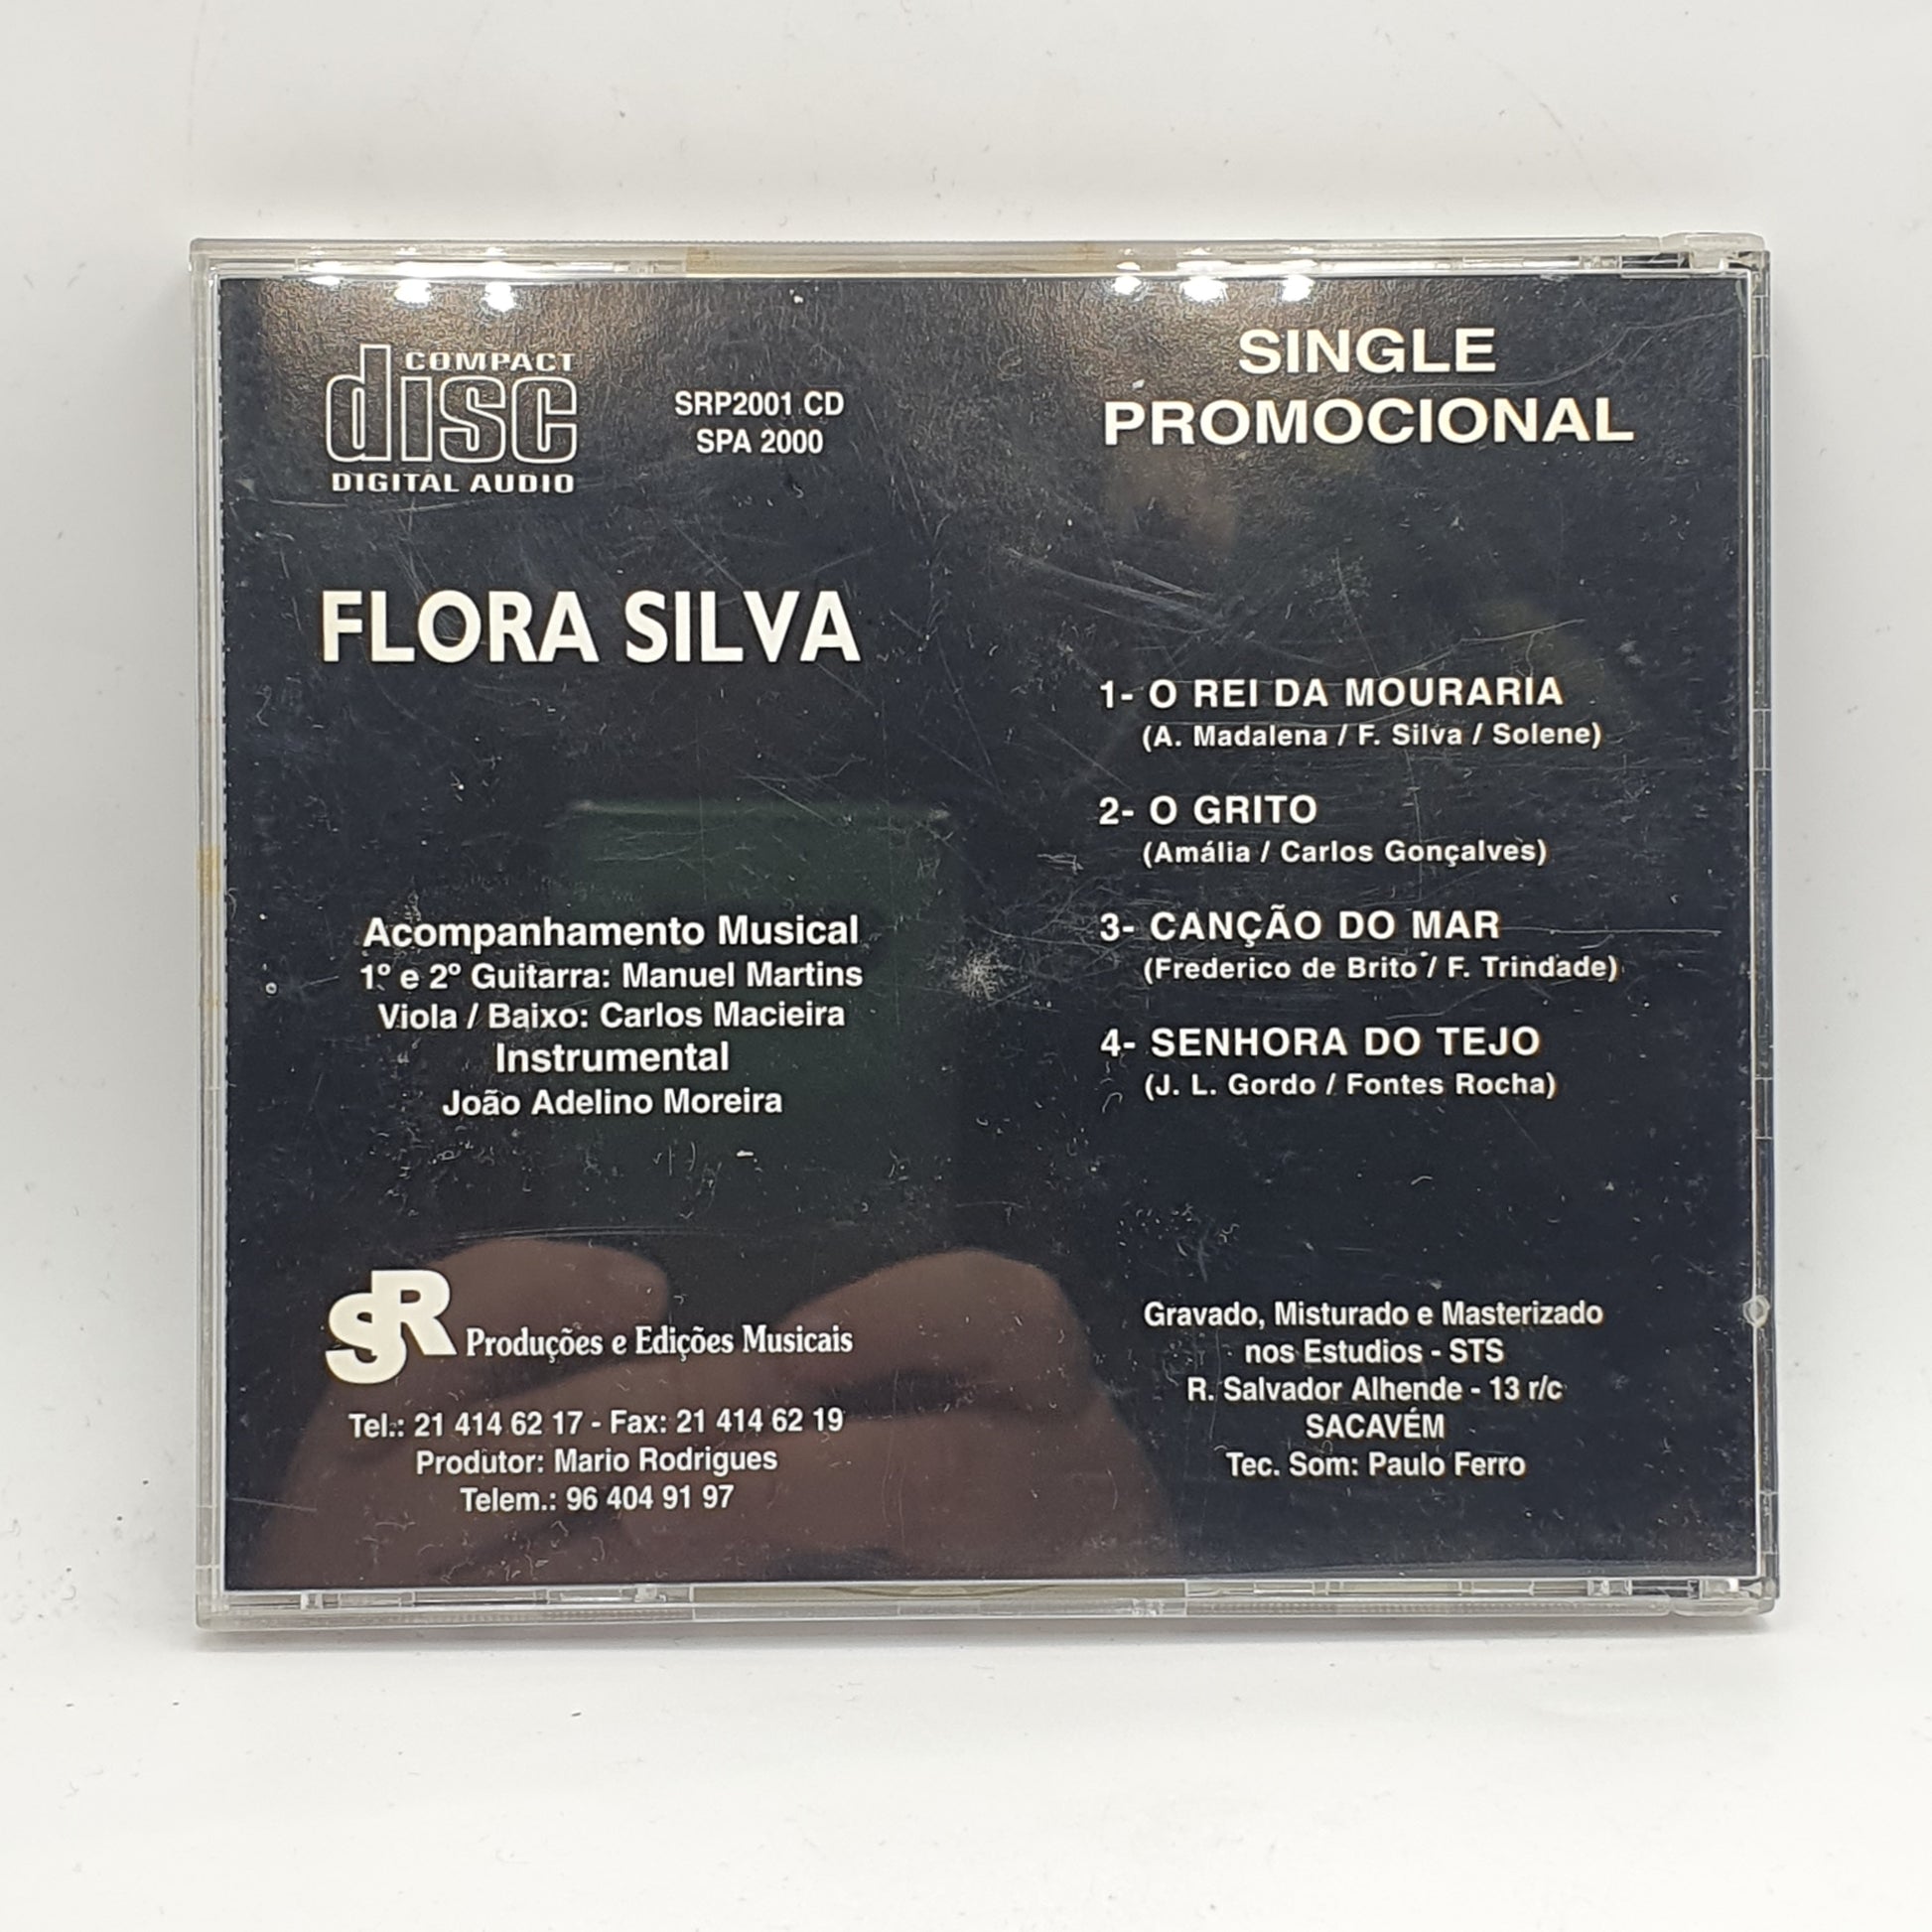 COMPACT
disc
DIGITAL AUDIO
SRP2001 CD
SPA 2000
SINGLE
PROMOCIONAL
FLORA SILVA
1- O REI DA MOURARIA
(A. Madalena / F. Silva / Solene)
2- O GRITO
(Amália / Carlos Gonçalves)
3- CANÇÃO DO MAR
(Frederico de Brito / F. Trindade)
4- SENHORA DO TEJO
(J. L. Gordo / Fontes Rocha)
Acompanhamento Musical
1º e 2º Guitarra: Manuel Martins
Viola / Baixo: Carlos Macieira
Instrumental
João Adelino Moreira
SR Produções e Edições Musicais
Tel.: 21 414 62 17 - Fax: 21 414 62 19
Produtor: Mario Rodrigues
Telem.: 96 404 91 97
Gravado, Misturado e Masterizado
nos Estudios - STS
R. Salvador Alhende - 13 r/c
SACAVÉM
Tec. Som: Paulo Ferro